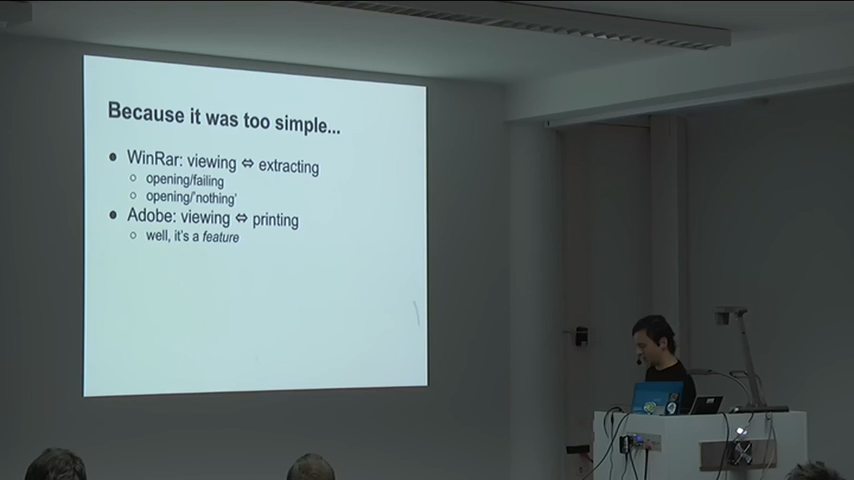 Because it was too simple...
● WinRar: viewing ⇔ extracting
○ opening/failing
○ opening/'nothing'
● Adobe: viewing ⇔ printing
○ well, it's a feature